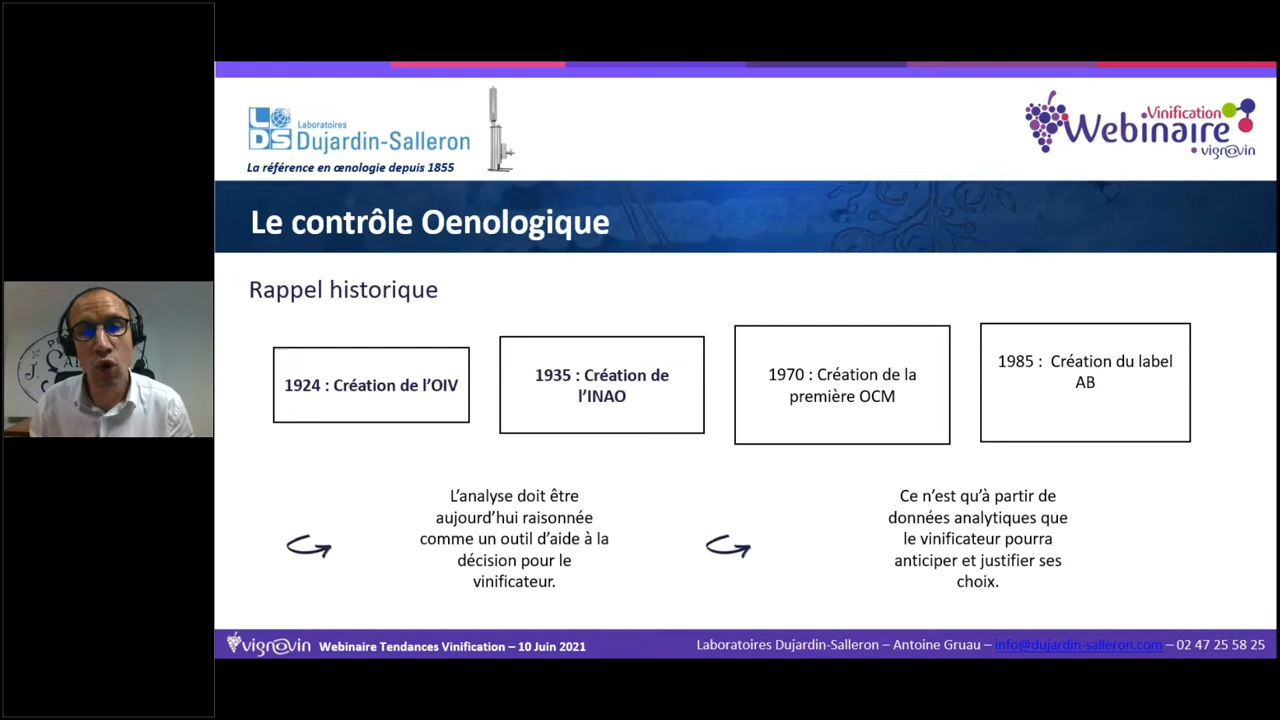 LDS Laboratoires
Dujardin-Salleron
La référence en œnologie depuis 1855
Vinification
Webinaire
vignovin
Le contrôle Oenologique
Rappel historique
1924 : Création de l’OIV
1935 : Création de
l’INAO
1970 : Création de la
première OCM
1985 : Création du label
AB
L’analyse doit être
aujourd’hui raisonnée
comme un outil d’aide à la
décision pour le
vinificateur.
Ce n’est qu’à partir de
données analytiques que
le vinificateur pourra
anticiper et justifier ses
choix.
vignovin Webinaire Tendances Vinification – 10 Juin 2021
Laboratoires Dujardin-Salleron – Antoine Gruau – info@dujardin-salleron.com – 02 47 25 58 25